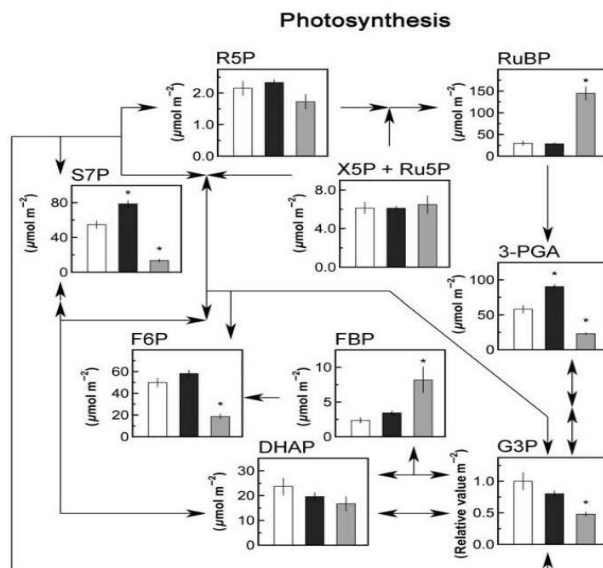 Photosynthesis
R5P
(µmol m⁻²)
2.0
1.0
0.0
RuBP
(µmol m⁻²)
150
100
50
0
*
S7P
(µmol m⁻²)
80
40
0
*
*
X5P + Ru5P
(µmol m⁻²)
6.0
3.0
0.0
3-PGA
(µmol m⁻²)
100
50
0
*
*
F6P
(µmol m⁻²)
60
40
20
0
*
FBP
(µmol m⁻²)
10
5
0
*
DHAP
(µmol m⁻²)
30
20
10
0
G3P
(Relative value m⁻²)
1.0
0.5
0.0
*